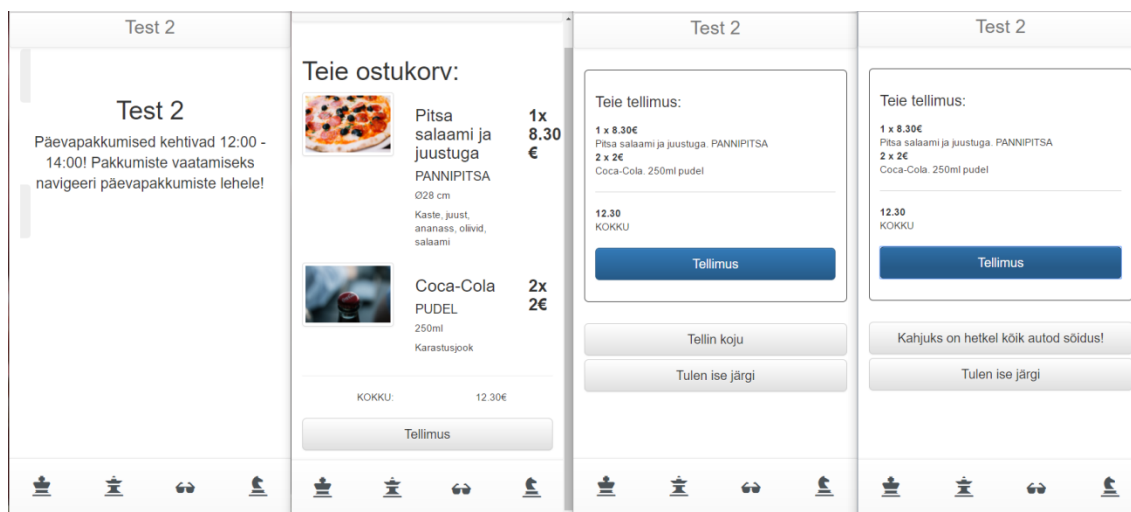 Test 2
Test 2
Päevapakkumised kehtivad 12:00 -
14:00! Pakkumiste vaatamiseks
navigeeri päevapakkumiste lehele!
Teie ostukorv:
Pitsa
salaami ja
juustuga
1x
8.30
€
PANNIPITSA
Ø28 cm
Kaste, juust,
ananass, oliivid,
salaami
Coca-Cola
2x
2€
PUDEL
250ml
Karastusjook
KOKKU: 12.30€
Tellimus
Test 2
Teie tellimus:
1 x 8.30€
Pitsa salaami ja juustuga. PANNIPITSA
2 x 2€
Coca-Cola. 250ml pudel
12.30
KOKKU
Tellimus
Tellin koju
Tulen ise järgi
Test 2
Teie tellimus:
1 x 8.30€
Pitsa salaami ja juustuga. PANNIPITSA
2 x 2€
Coca-Cola. 250ml pudel
12.30
KOKKU
Tellimus
Kahjuks on hetkel kõik autod sõidus!
Tulen ise järgi